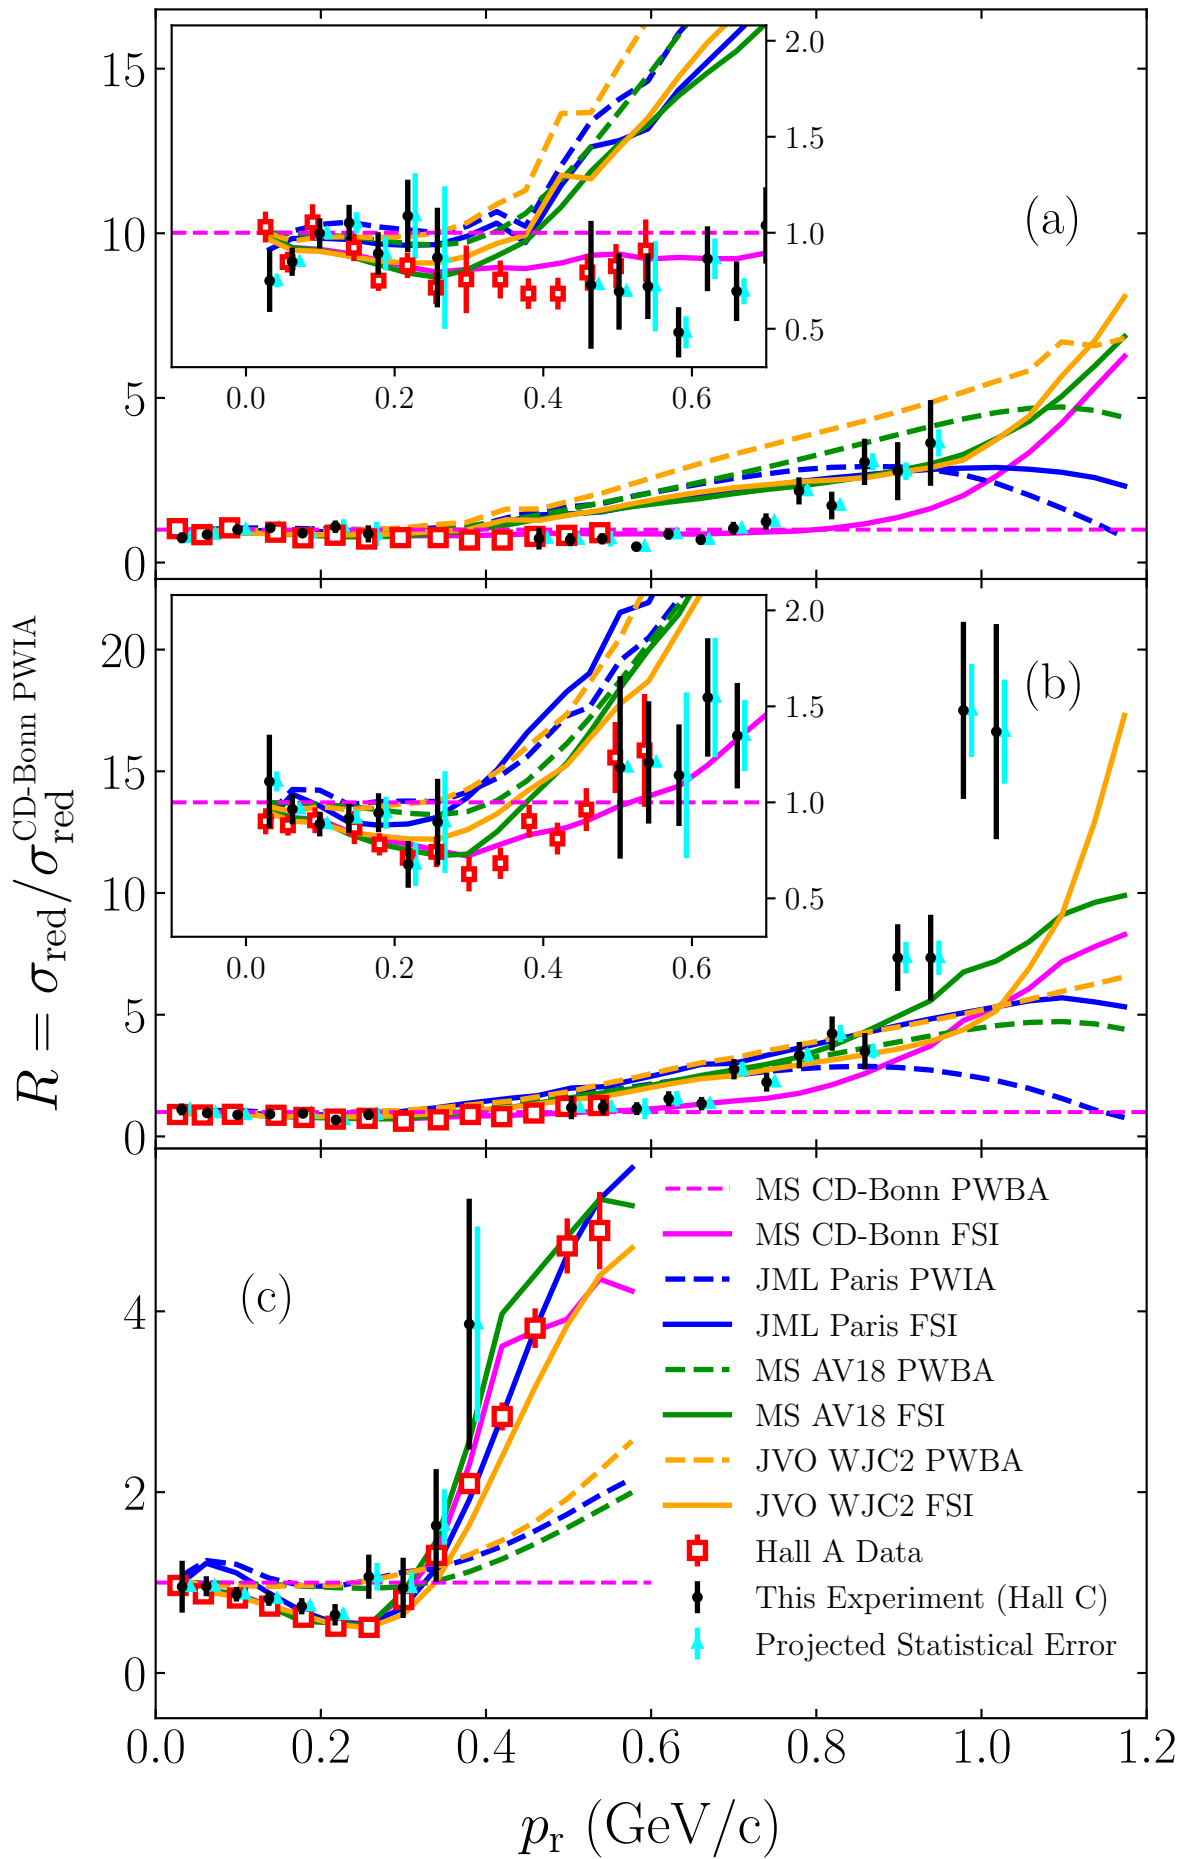 R = σ_red/σ_red^CD-Bonn PWIA
15
10
5
0
(a)
2.0
1.5
1.0
0.5
0.0 0.2 0.4 0.6
20
15
10
5
0
(b)
2.0
1.5
1.0
0.5
0.0 0.2 0.4 0.6
4
2
0
(c)
MS CD-Bonn PWBA
MS CD-Bonn FSI
JML Paris PWIA
JML Paris FSI
MS AV18 PWBA
MS AV18 FSI
JVO WJC2 PWBA
JVO WJC2 FSI
Hall A Data
This Experiment (Hall C)
Projected Statistical Error
0.0 0.2 0.4 0.6 0.8 1.0 1.2
p_r (GeV/c)